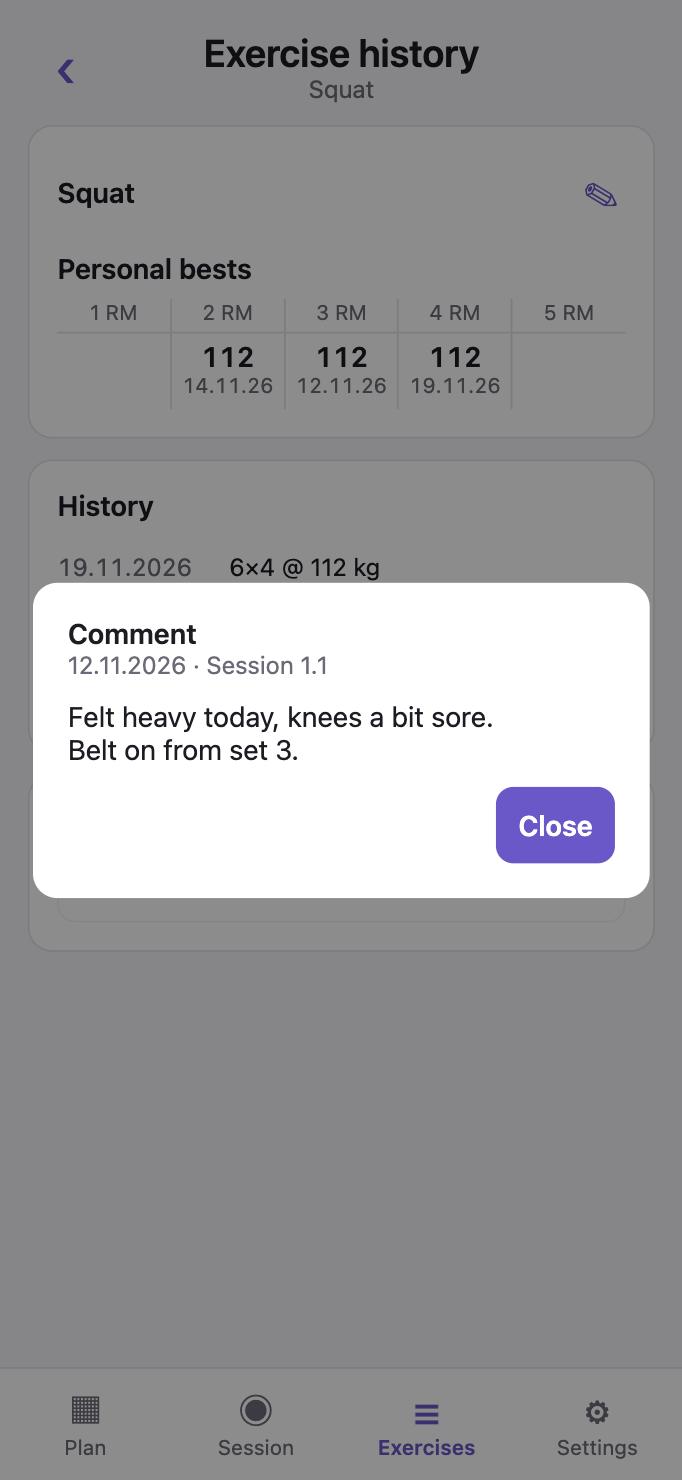 Exercise history
Squat
Squat
Personal bests
1 RM 2 RM 3 RM 4 RM 5 RM
112 112 112
14.11.26 12.11.26 19.11.26
History
19.11.2026 6×4 @ 112 kg
Comment
12.11.2026 · Session 1.1
Felt heavy today, knees a bit sore.
Belt on from set 3.
Close
Plan Session Exercises Settings